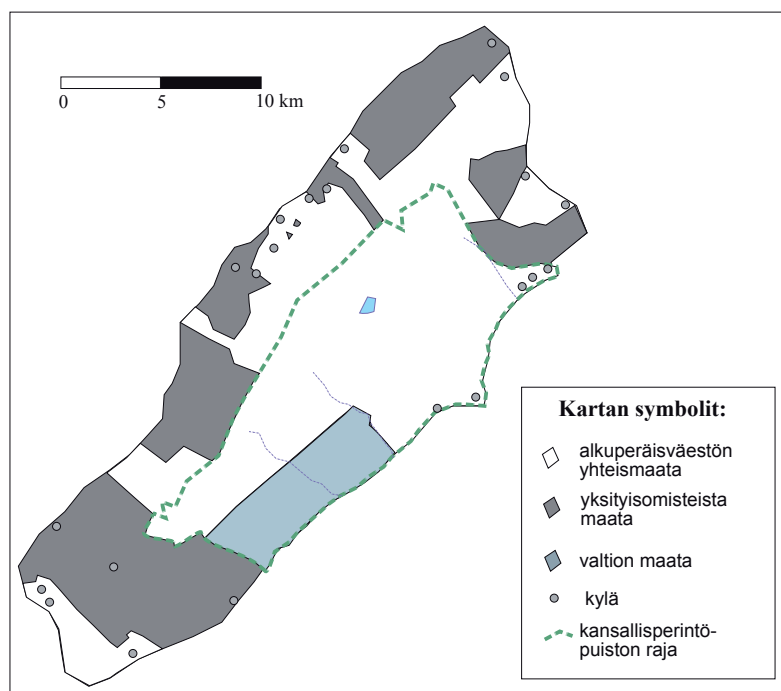 0
5
10 km
Kartan symbolit:
alkuperäisväestön
yhteismaata
yksityisomisteista
maata
valtion maata
kylä
kansallisperintö-
puiston raja